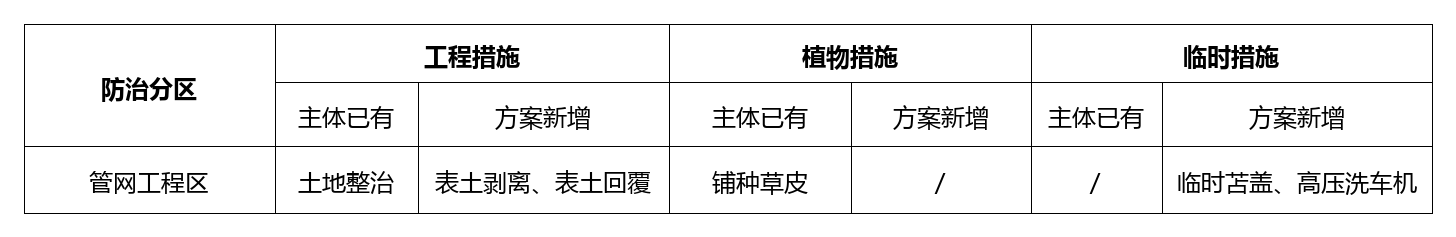 防治分区 工程措施 植物措施 临时措施
主体已有 方案新增 主体已有 方案新增 主体已有 方案新增
管网工程区 土地整治 表土剥离、表土回覆 铺种草皮 / / 临时苫盖、高压洗车机